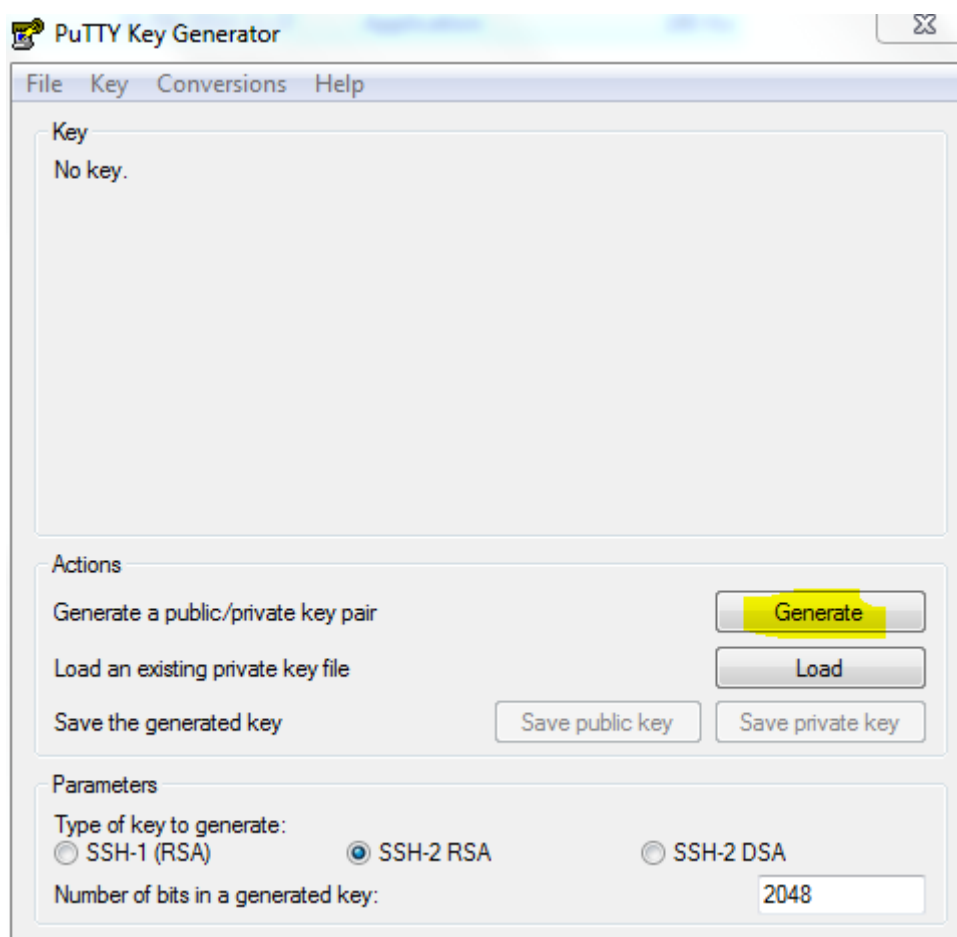 PuTTY Key Generator
File Key Conversions Help
Key
No key.
Actions
Generate a public/private key pair Generate
Load an existing private key file Load
Save the generated key Save public key Save private key
Parameters
Type of key to generate:
SSH-1 (RSA) SSH-2 RSA SSH-2 DSA
Number of bits in a generated key: 2048